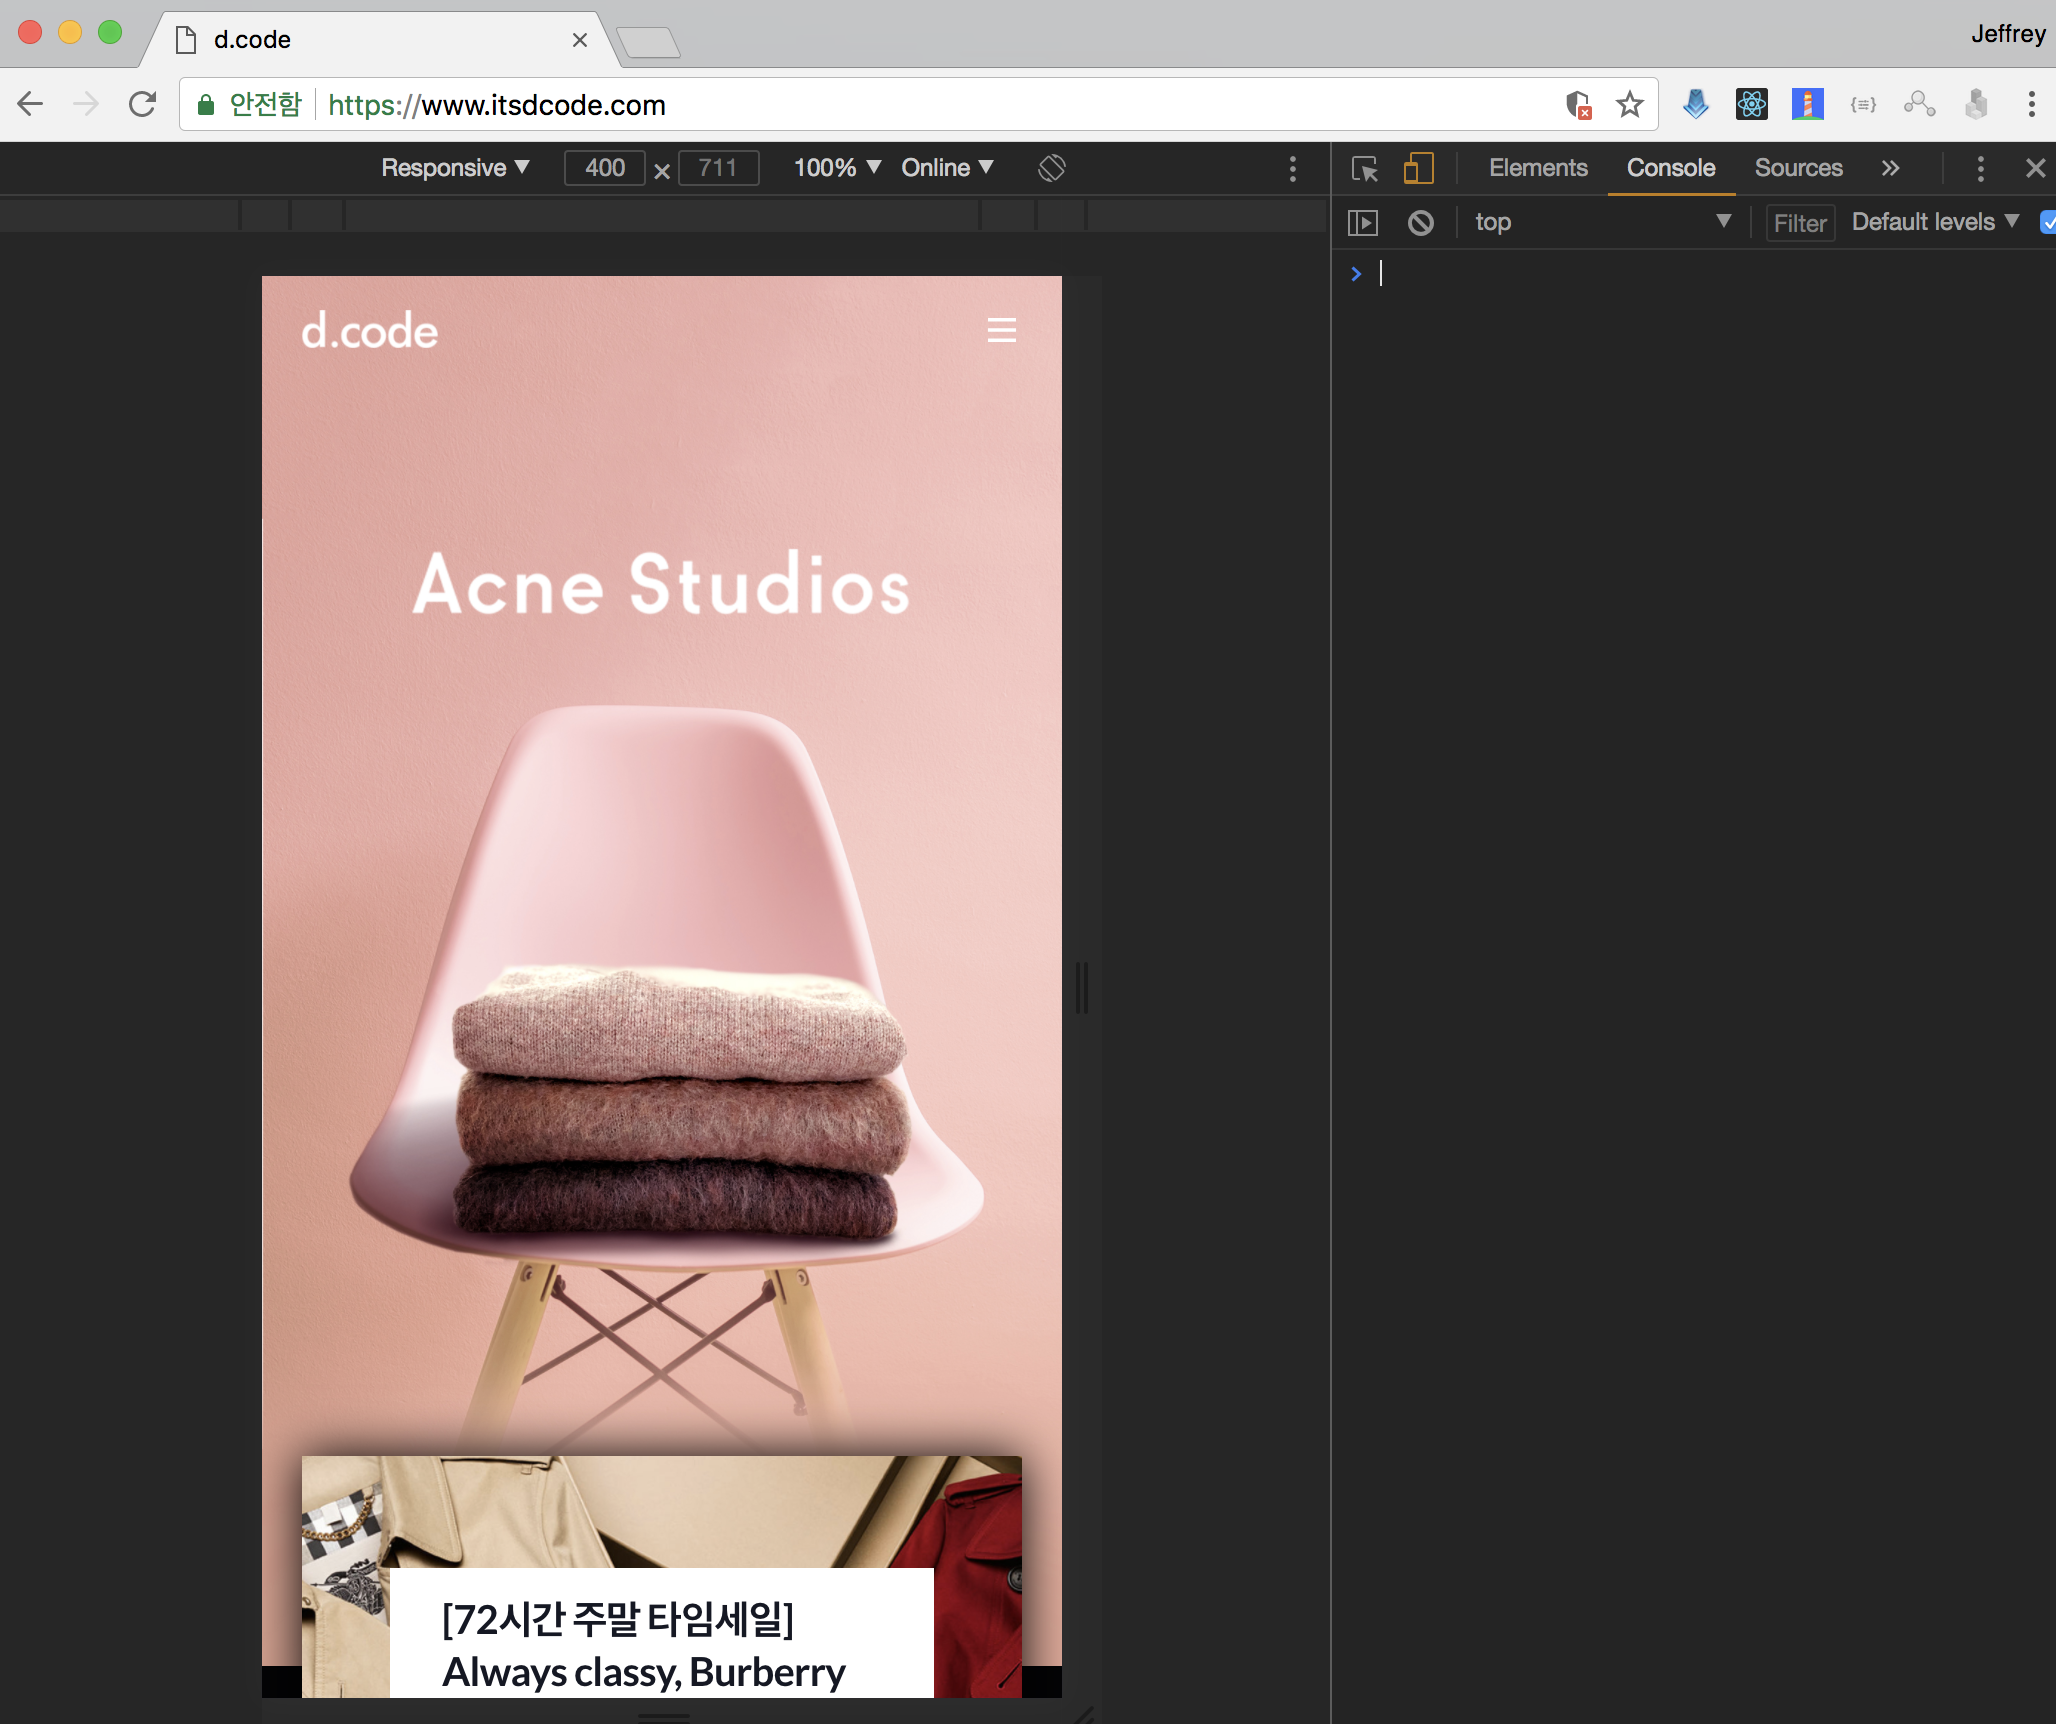 d.code
Jeffrey
안전함 https://www.itsdcode.com
Responsive 400 × 711 100% Online
Elements Console Sources
top Filter Default levels
d.code
Acne Studios
[72시간 주말 타임세일]
Always classy, Burberry